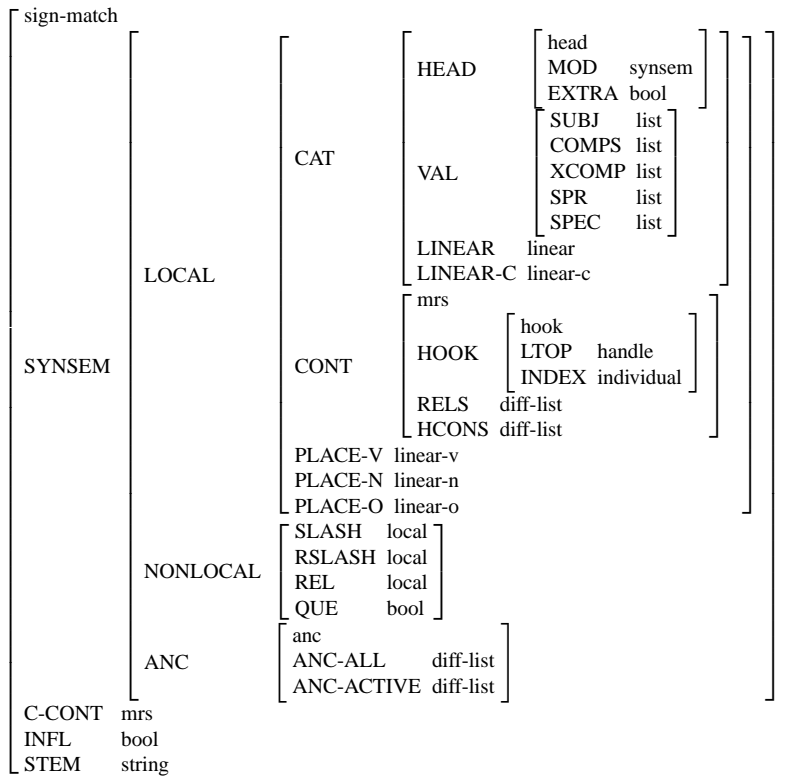 sign-match
head
HEAD MOD synsem
EXTRA bool
SUBJ list
COMPS list
CAT VAL XCOMP list
SPR list
SPEC list
LINEAR linear
LOCAL LINEAR-C linear-c
mrs
hook
SYNSEM CONT HOOK LTOP handle
INDEX individual
RELS diff-list
HCONS diff-list
PLACE-V linear-v
PLACE-N linear-n
PLACE-O linear-o
SLASH local
NONLOCAL RSLASH local
REL local
QUE bool
anc
ANC ANC-ALL diff-list
ANC-ACTIVE diff-list
C-CONT mrs
INFL bool
STEM string